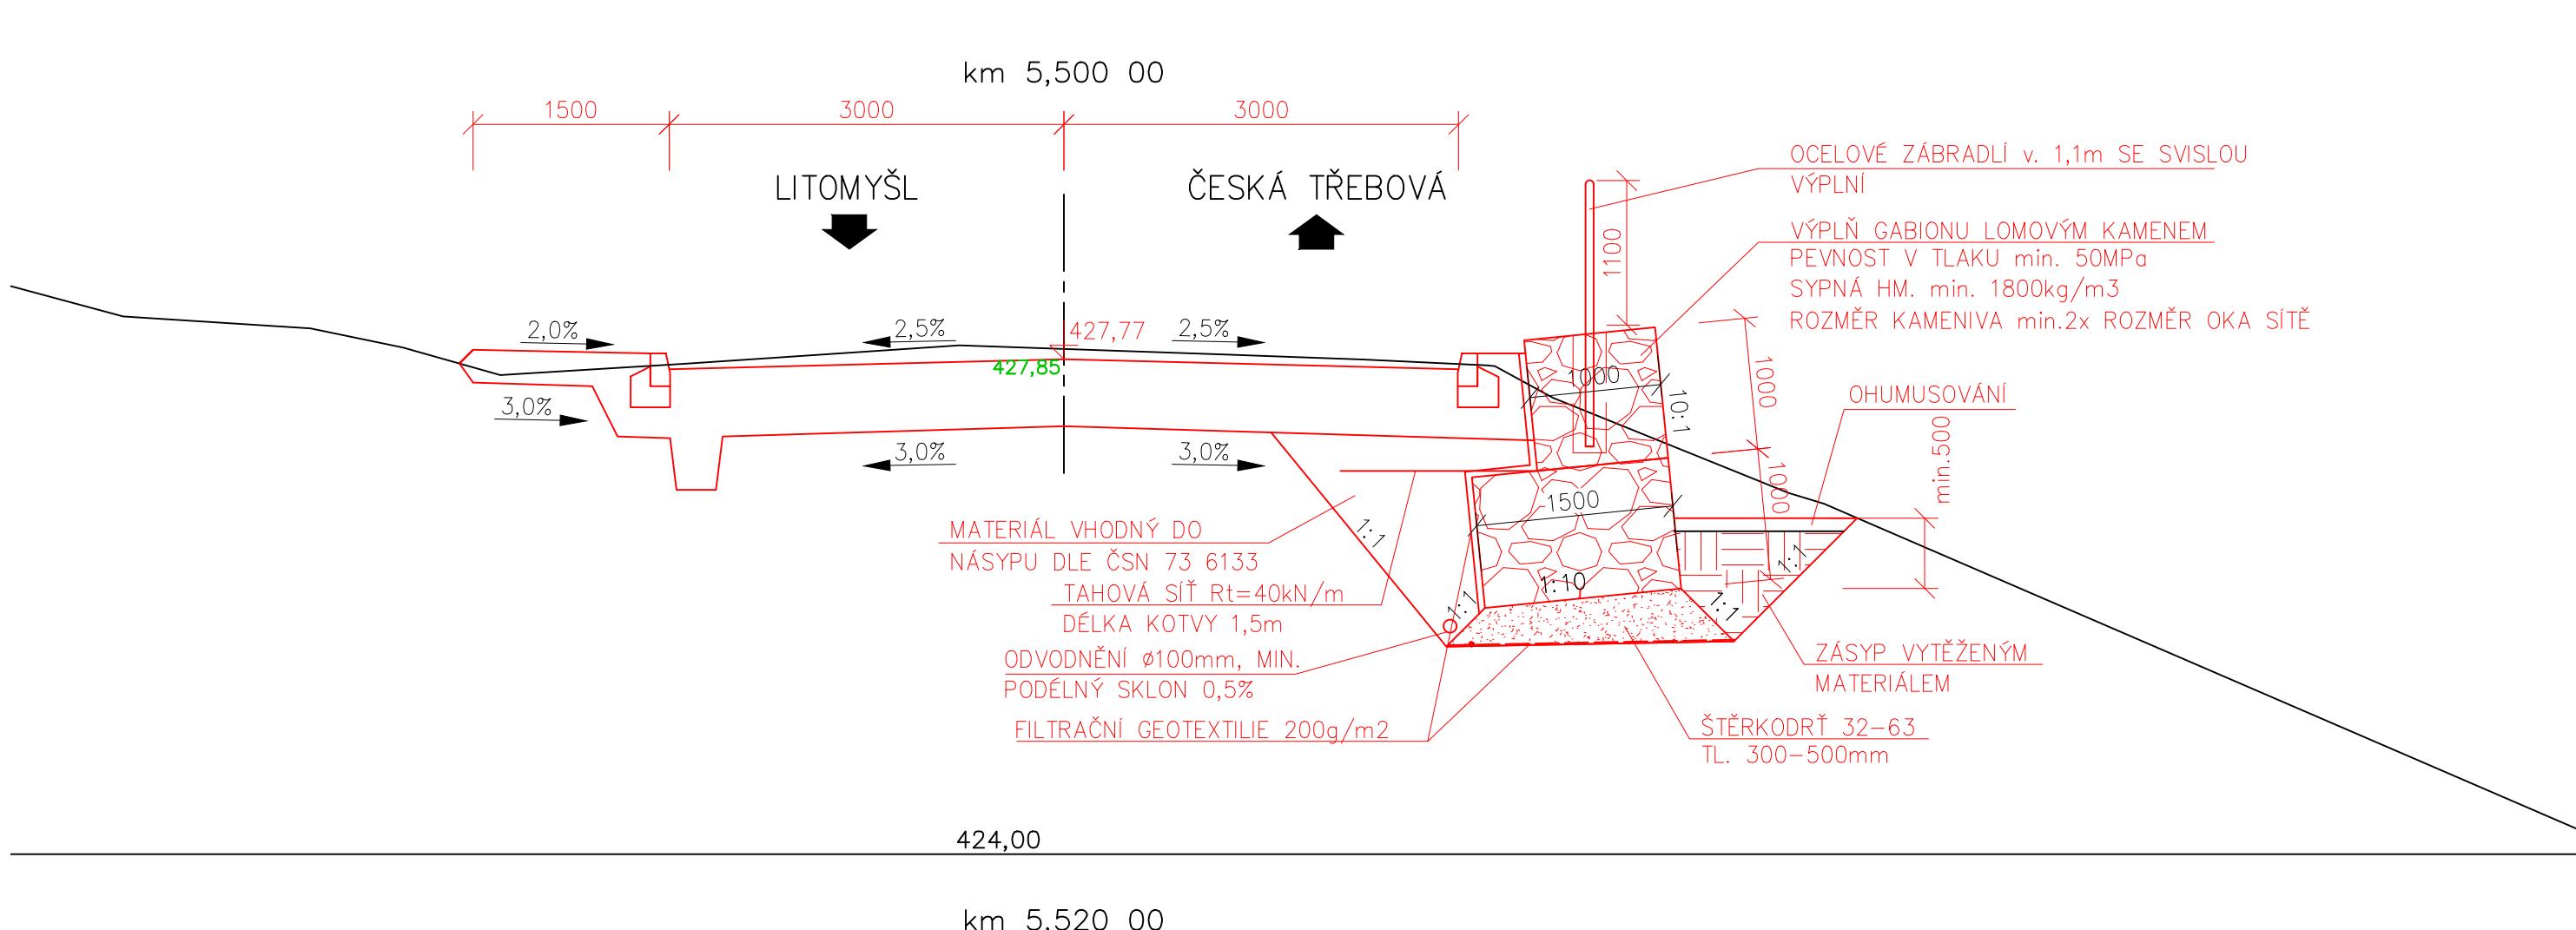 km 5,500 00
1500
3000
3000
LITOMYŠL
ČESKÁ TŘEBOVÁ
OCELOVÉ ZÁBRADLÍ v. 1,1m SE SVISLOU
VÝPLNÍ
1100
VÝPLŇ GABIONU LOMOVÝM KAMENEM
PEVNOST V TLAKU min. 50MPa
SYPNÁ HM. min. 1800kg/m3
ROZMĚR KAMENIVA min.2x ROZMĚR OKA SÍTĚ
2,0%
2,5%
427,77
2,5%
427,85
1000
10:1
1000
OHUMUSOVÁNÍ
3,0%
3,0%
3,0%
min.500
1000
1500
MATERIÁL VHODNÝ DO
NÁSYPU DLE ČSN 73 6133
1:1
TAHOVÁ SÍŤ Rt=40kN/m
DÉLKA KOTVY 1,5m
1:1
1:10
1:1
1:1
ODVODNĚNÍ ø100mm, MIN.
PODÉLNÝ SKLON 0,5%
ZÁSYP VYTĚŽENÝM
MATERIÁLEM
FILTRAČNÍ GEOTEXTILIE 200g/m2
ŠTĚRKODRŤ 32-63
TL. 300-500mm
424,00
km 5,520 00